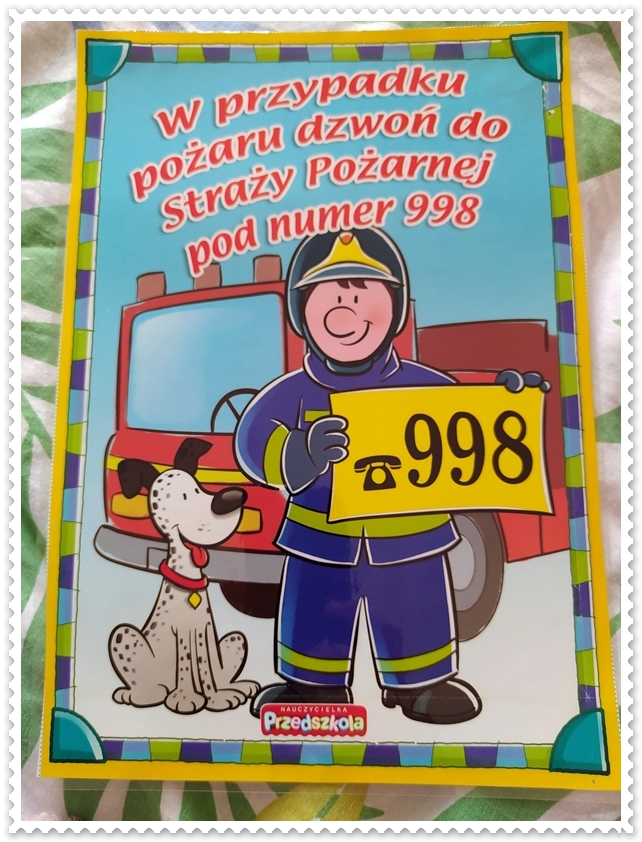 W przypadku
pożaru dzwoń do
Straży Pożarnej
pod numer 998
☎998
NAUCZYCIELKA
Przedszkola